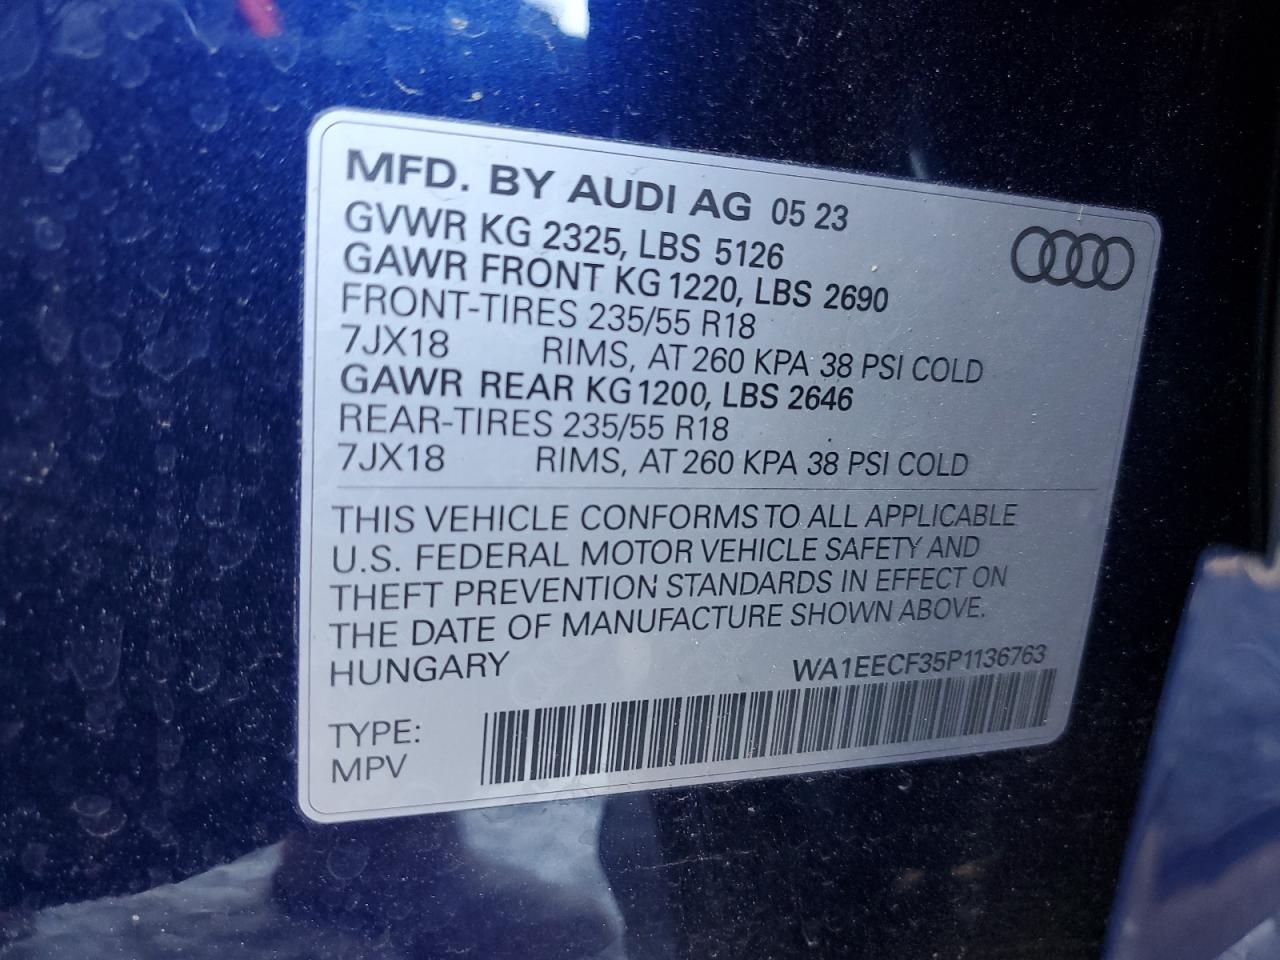 MFD. BY AUDI AG 05 23
GVWR KG 2325, LBS 5126
GAWR FRONT KG 1220, LBS 2690
FRONT-TIRES 235/55 R18
7JX18 RIMS, AT 260 KPA 38 PSI COLD
GAWR REAR KG 1200, LBS 2646
REAR-TIRES 235/55 R18
7JX18 RIMS, AT 260 KPA 38 PSI COLD
THIS VEHICLE CONFORMS TO ALL APPLICABLE
U.S. FEDERAL MOTOR VEHICLE SAFETY AND
THEFT PREVENTION STANDARDS IN EFFECT ON
THE DATE OF MANUFACTURE SHOWN ABOVE.
HUNGARY WA1EECF35P1136763
TYPE:
MPV